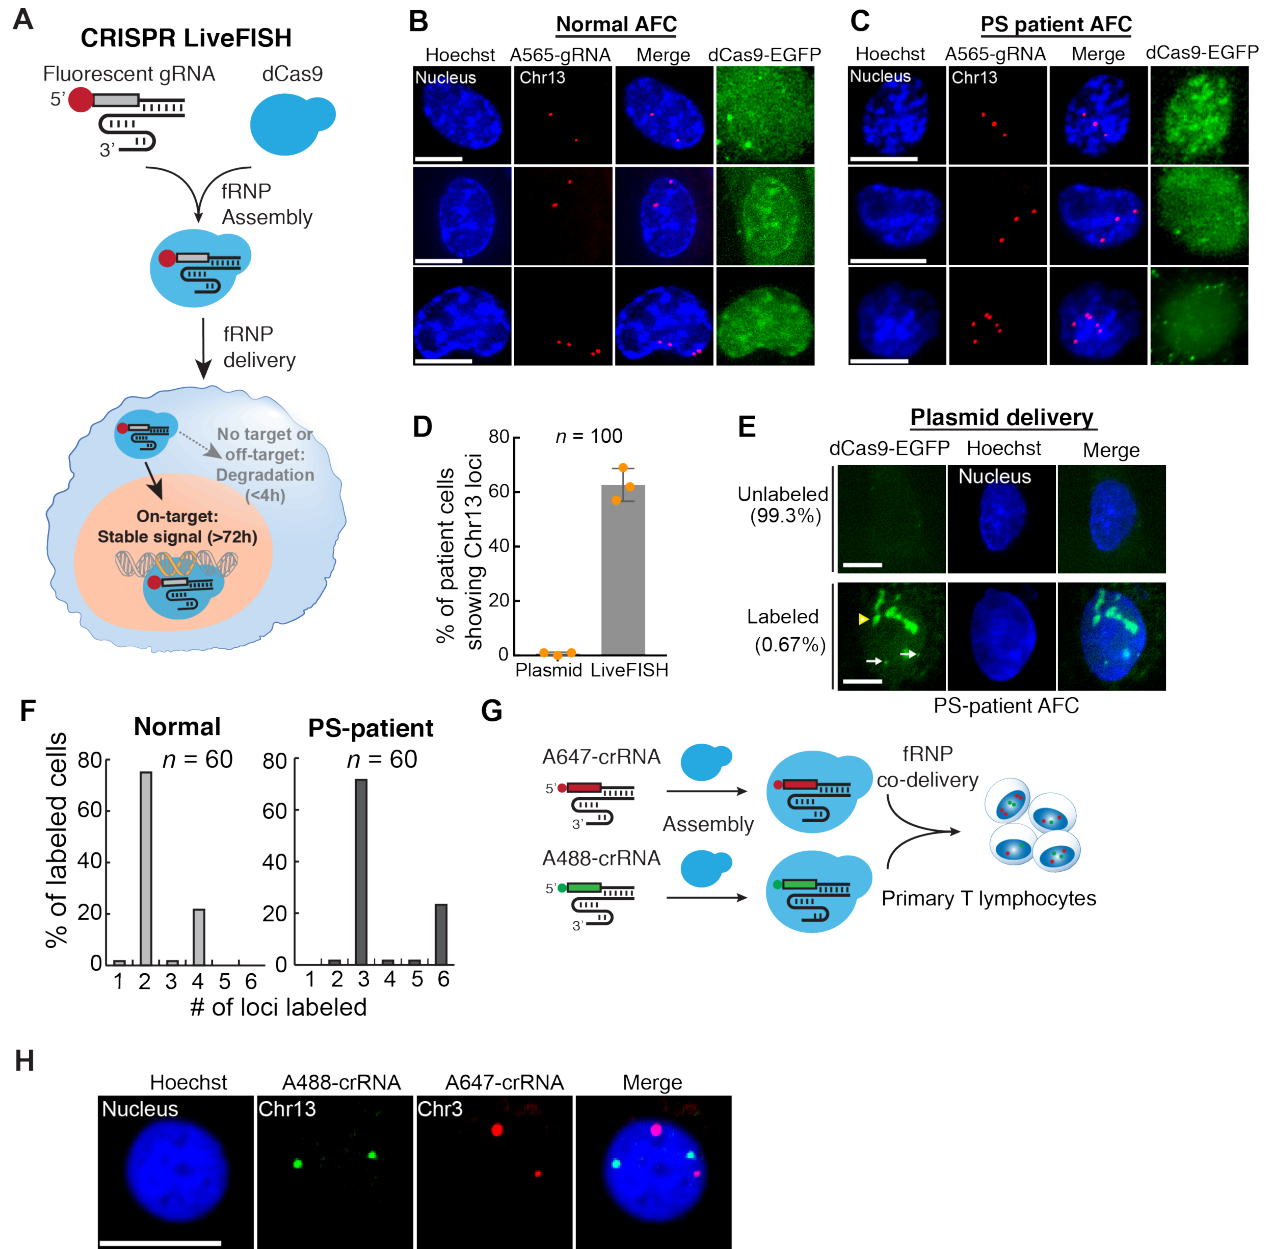 A
CRISPR LiveFISH
Fluorescent gRNA
dCas9
5’
3’
fRNP
Assembly
fRNP
delivery
No target or
off-target:
Degradation
(<4h)
On-target:
Stable signal (>72h)
B
Normal AFC
Hoechst A565-gRNA Merge dCas9-EGFP
Nucleus Chr13
C
PS patient AFC
Hoechst A565-gRNA Merge dCas9-EGFP
Nucleus Chr13
D
n = 100
% of patient cells
showing Chr13 loci
80
60
40
20
0
Plasmid LiveFISH
E
Plasmid delivery
dCas9-EGFP Hoechst Merge
Nucleus
Unlabeled
(99.3%)
Labeled
(0.67%)
PS-patient AFC
F
Normal
n = 60
% of labeled cells
80
60
40
20
0
1 2 3 4 5 6
PS-patient
n = 60
80
60
40
20
0
1 2 3 4 5 6
# of loci labeled
G
A647-crRNA
5’
3’
Assembly
A488-crRNA
5’
3’
fRNP
co-delivery
Primary T lymphocytes
H
Hoechst A488-crRNA A647-crRNA Merge
Nucleus Chr13 Chr3